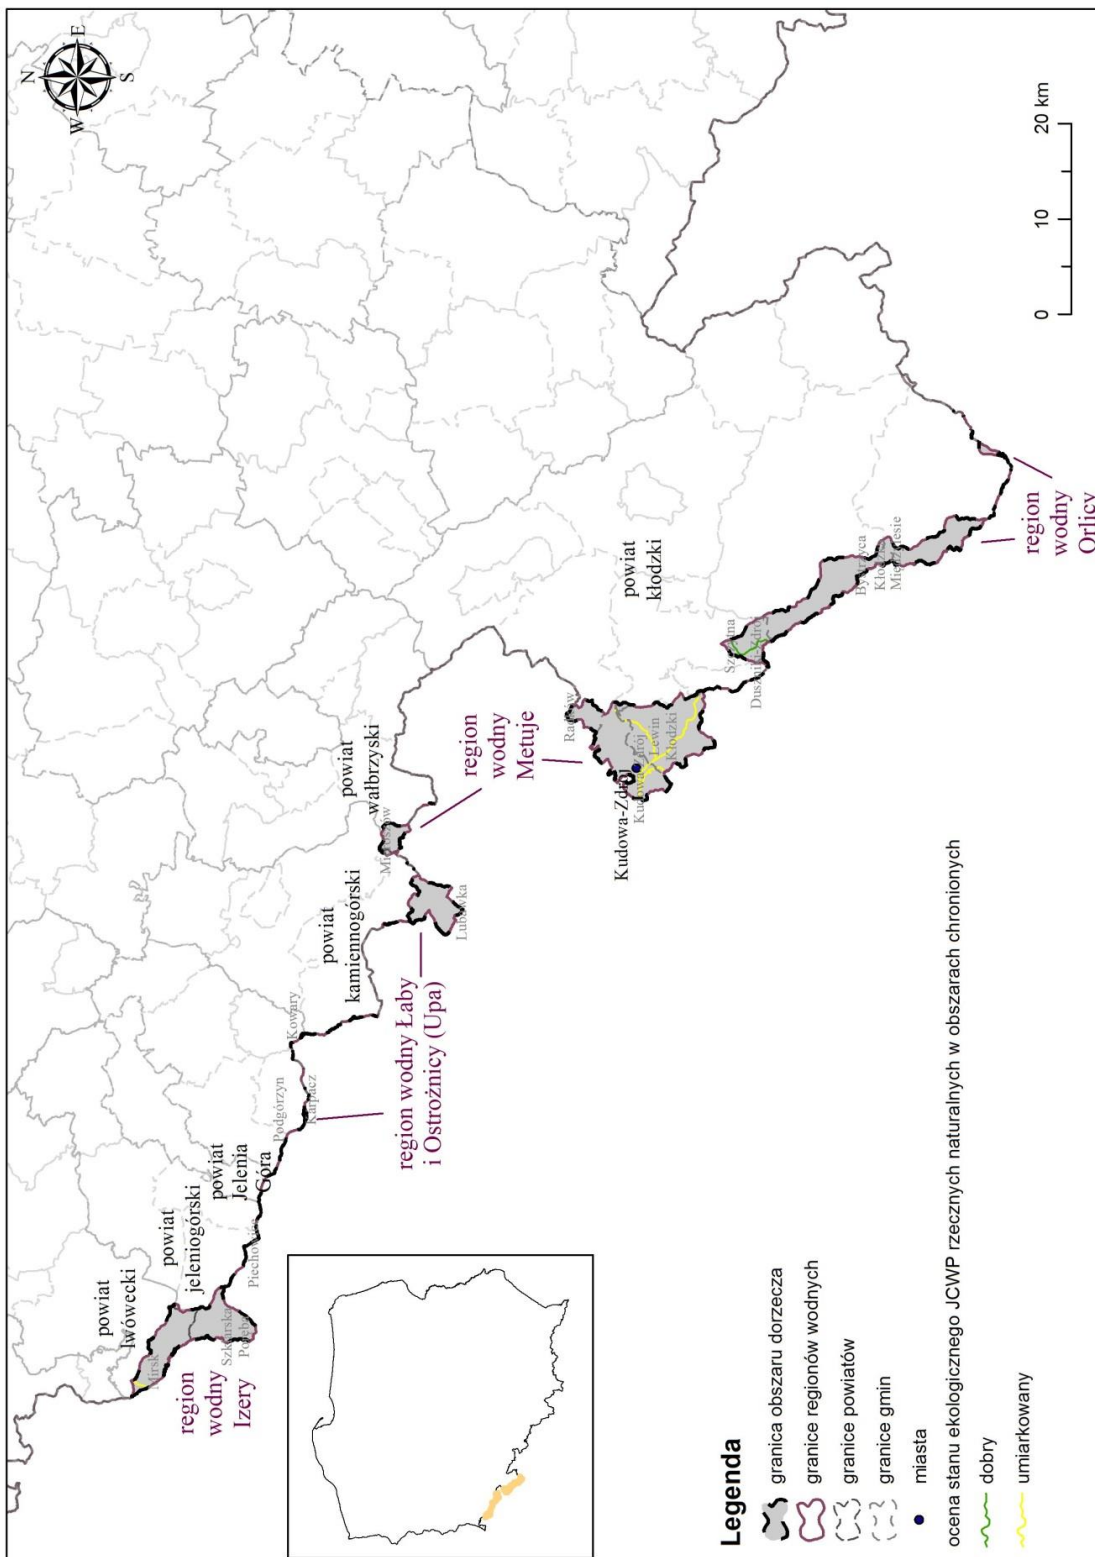 N
E
S
W
powiat
lwówecki
Mirsk
region
wodny
Izery
powiat
jeleniogórski
Szklarska
Poręba
powiat
Jelenia
Góra
Piechowice
Podgórzyn
Karpacz
Kowary
region wodny Łaby
i Ostrożnicy (Upa)
powiat
kamiennogórski
Lubawka
powiat
wałbrzyski
Mieroszów
region
wodny
Metuje
Radków
Kudowa-Zdrój
Kudowa-Zdrój
Lewin
Kłodzki
powiat
kłodzki
Szczytna
Duszniki-Zdrój
Bystrzyca
Kłodzka
Międzylesie
region
wodny
Orlicy
0 10 20 km
Legenda
granica obszaru dorzecza
granice regionów wodnych
granice powiatów
granice gmin
miasta
ocena stanu ekologicznego JCWP rzecznych naturalnych w obszarach chronionych
dobry
umiarkowany